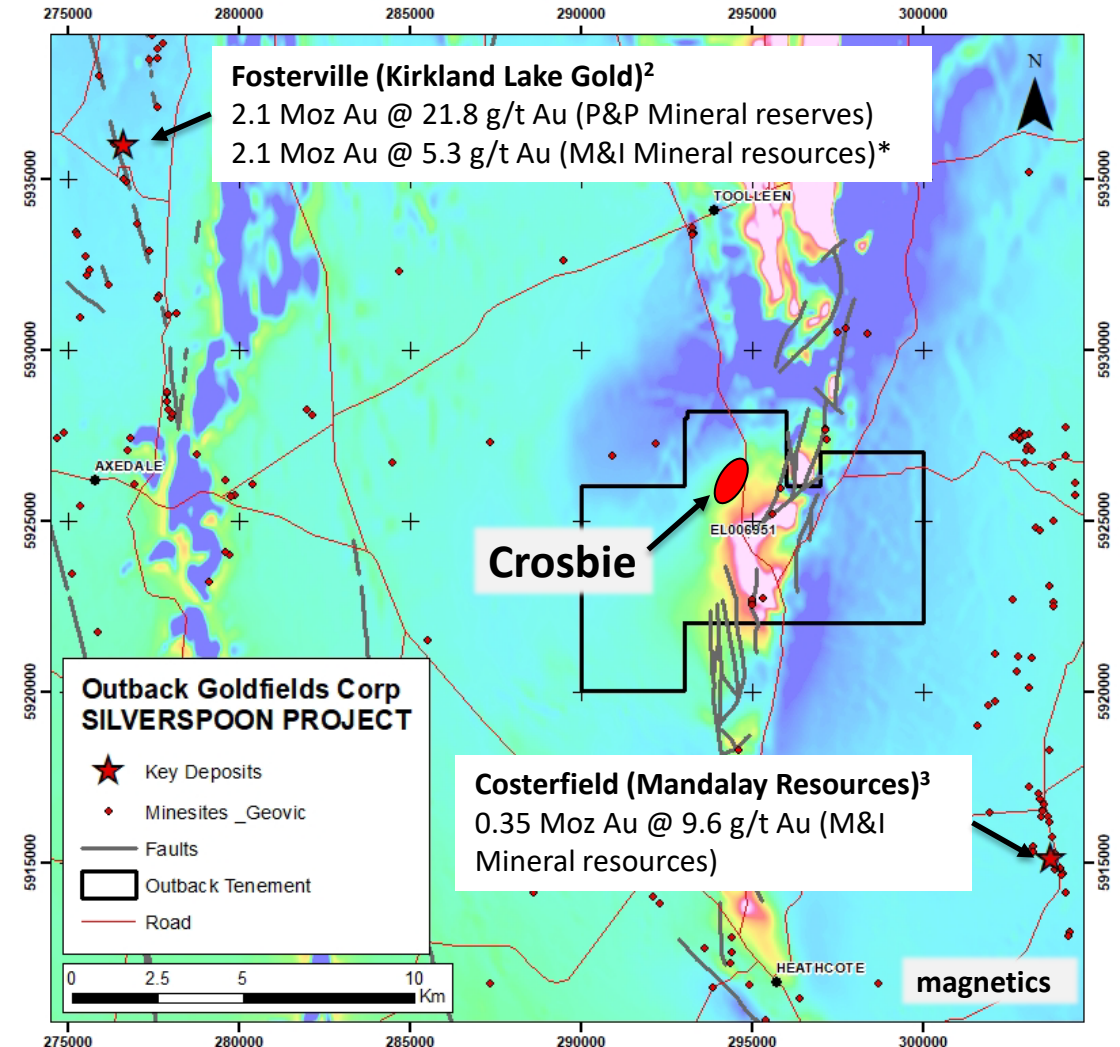 275000 280000 285000 290000 295000 300000
N
Fosterville (Kirkland Lake Gold)²
2.1 Moz Au @ 21.8 g/t Au (P&P Mineral reserves)
2.1 Moz Au @ 5.3 g/t Au (M&I Mineral resources)*
5935000 5935000
TOOLLEEN
5930000 5930000
AXEDALE
5925000 5925000
EL006951
Crosbie
5920000 5920000
Outback Goldfields Corp
SILVERSPOON PROJECT
Key Deposits
Minesites _Geovic
Faults
Outback Tenement
Road
0 2.5 5 10
Km
Costerfield (Mandalay Resources)³
0.35 Moz Au @ 9.6 g/t Au (M&I
Mineral resources)
5915000 5915000
HEATHCOTE
magnetics
275000 280000 285000 290000 295000 300000